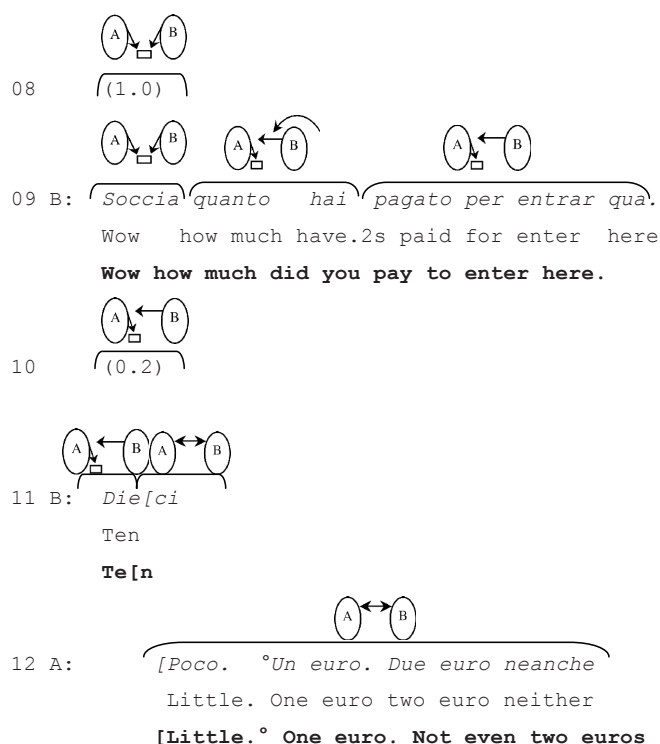 A B
08 (1.0)
A B A B A B
09 B: Soccia quanto hai pagato per entrar qua.
Wow how much have.2s paid for enter here
Wow how much did you pay to enter here.
A B
10 (0.2)
A B A B
11 B: Die[ci
Ten
Te[n
A B
12 A: [Poco. °Un euro. Due euro neanche
Little. One euro two euro neither
[Little.° One euro. Not even two euros